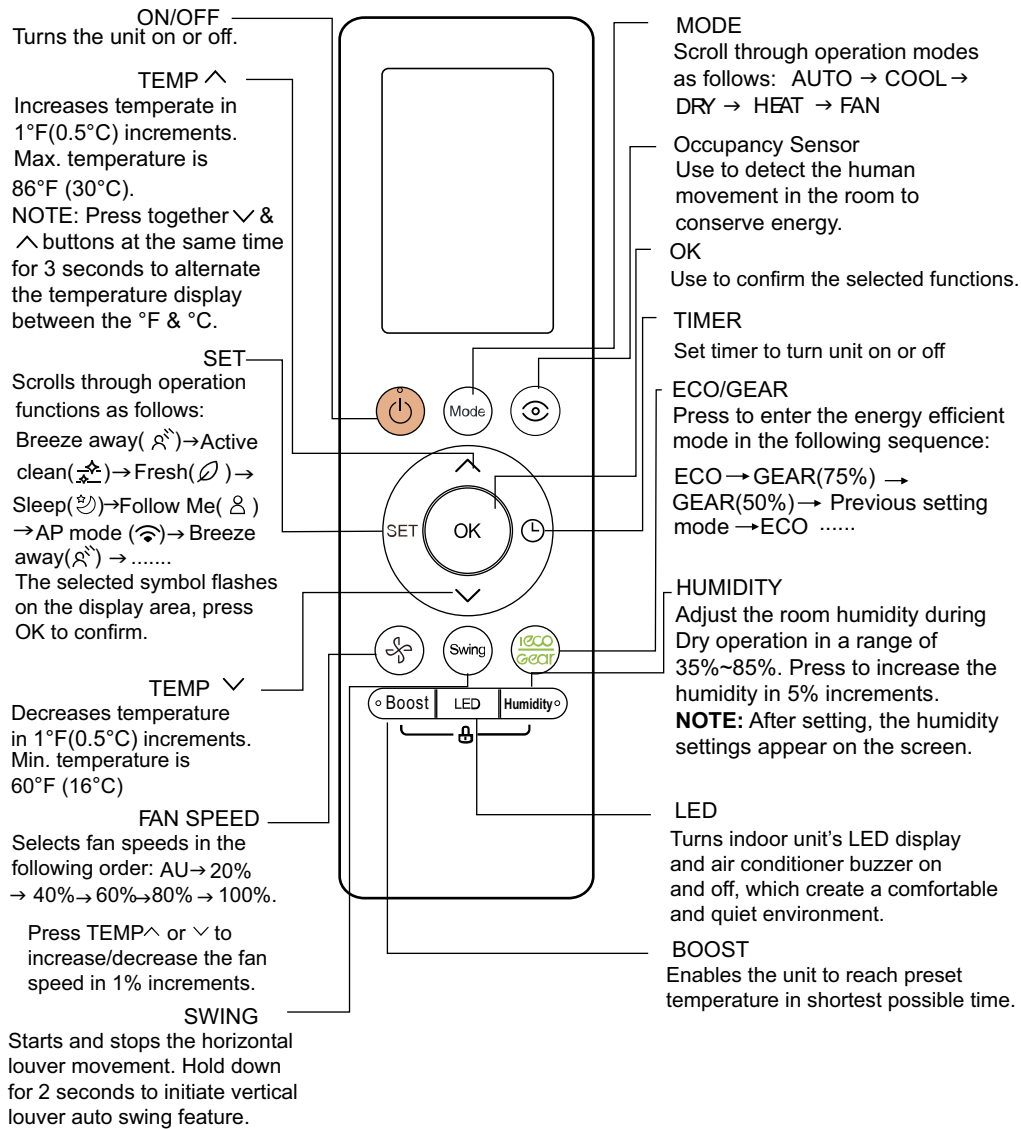 ON/OFF
Turns the unit on or off.
TEMP ︿
Increases temperate in
1°F(0.5°C) increments.
Max. temperature is
86°F (30°C).
NOTE: Press together ﹀ &
︿ buttons at the same time
for 3 seconds to alternate
the temperature display
between the °F & °C.
SET
Scrolls through operation
functions as follows:
Breeze away( )→Active
clean( )→Fresh( )→
Sleep( )→Follow Me( )
→AP mode ( )→ Breeze
away( ) → .......
The selected symbol flashes
on the display area, press
OK to confirm.
TEMP ﹀
Decreases temperature
in 1°F(0.5°C) increments.
Min. temperature is
60°F (16°C)
FAN SPEED
Selects fan speeds in the
following order: AU→20%
→ 40%→60%→80%→100%.
Press TEMP︿ or ﹀ to
increase/decrease the fan
speed in 1% increments.
SWING
Starts and stops the horizontal
louver movement. Hold down
for 2 seconds to initiate vertical
louver auto swing feature.
Mode
SET
OK
Swing
ieco
Gear
Boost
LED
Humidity
MODE
Scroll through operation modes
as follows: AUTO → COOL →
DRY → HEAT → FAN
Occupancy Sensor
Use to detect the human
movement in the room to
conserve energy.
OK
Use to confirm the selected functions.
TIMER
Set timer to turn unit on or off
ECO/GEAR
Press to enter the energy efficient
mode in the following sequence:
ECO→GEAR(75%) →
GEAR(50%)→ Previous setting
mode →ECO ......
HUMIDITY
Adjust the room humidity during
Dry operation in a range of
35%~85%. Press to increase the
humidity in 5% increments.
NOTE: After setting, the humidity
settings appear on the screen.
LED
Turns indoor unit’s LED display
and air conditioner buzzer on
and off, which create a comfortable
and quiet environment.
BOOST
Enables the unit to reach preset
temperature in shortest possible time.